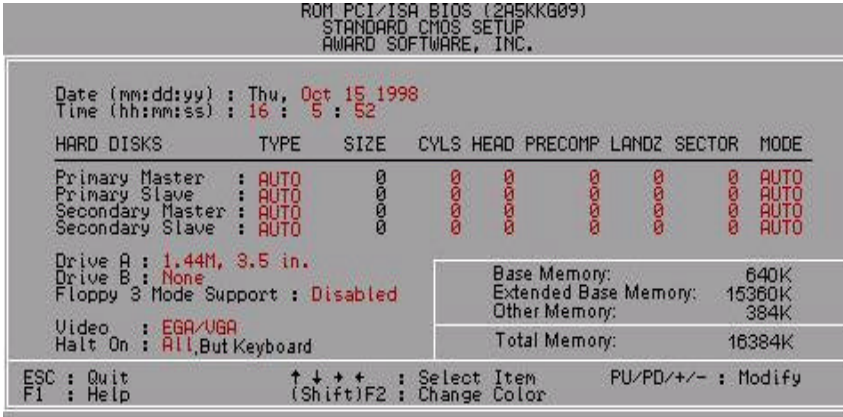 ROM PCI/ISA BIOS (2A5KKG09)
STANDARD CMOS SETUP
AWARD SOFTWARE, INC.
Date (mm:dd:yy) : Thu, Oct 15 1998
Time (hh:mm:ss) : 16 : 5 : 52
HARD DISKS TYPE SIZE CYLS HEAD PRECOMP LANDZ SECTOR MODE
Primary Master : AUTO 0 0 0 0 0 0 AUTO
Primary Slave : AUTO 0 0 0 0 0 0 AUTO
Secondary Master : AUTO 0 0 0 0 0 0 AUTO
Secondary Slave : AUTO 0 0 0 0 0 0 AUTO
Drive A : 1.44M, 3.5 in.
Drive B : None
Floppy 3 Mode Support : Disabled
Video : EGA/VGA
Halt On : All,But Keyboard
Base Memory: 640K
Extended Base Memory: 15360K
Other Memory: 384K
Total Memory: 16384K
ESC : Quit ↑ ↓ → ← : Select Item PU/PD/+/- : Modify
F1 : Help (Shift)F2 : Change Color